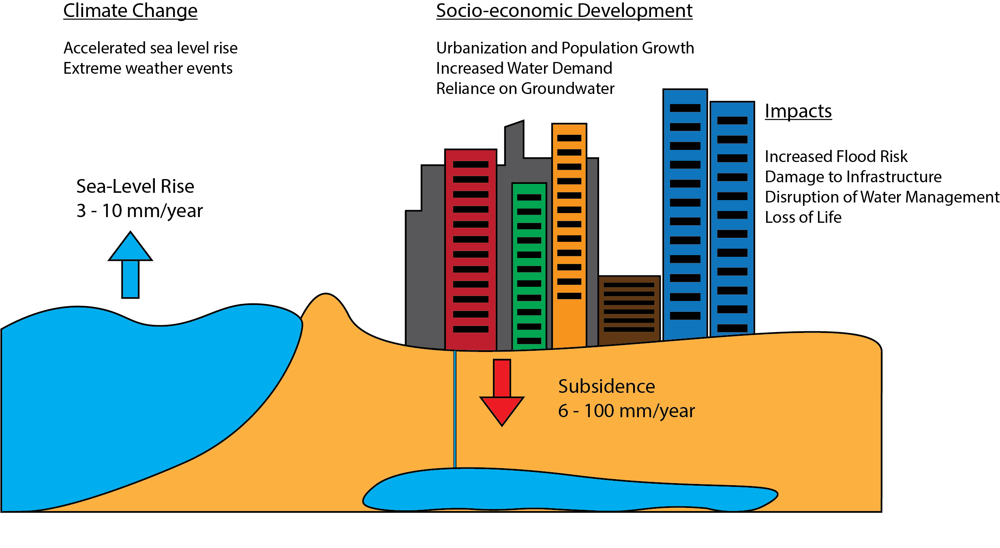 Climate Change
Accelerated sea level rise
Extreme weather events
Socio-economic Development
Urbanization and Population Growth
Increased Water Demand
Reliance on Groundwater
Impacts
Increased Flood Risk
Damage to Infrastructure
Disruption of Water Management
Loss of Life
Sea-Level Rise
3 - 10 mm/year
Subsidence
6 - 100 mm/year